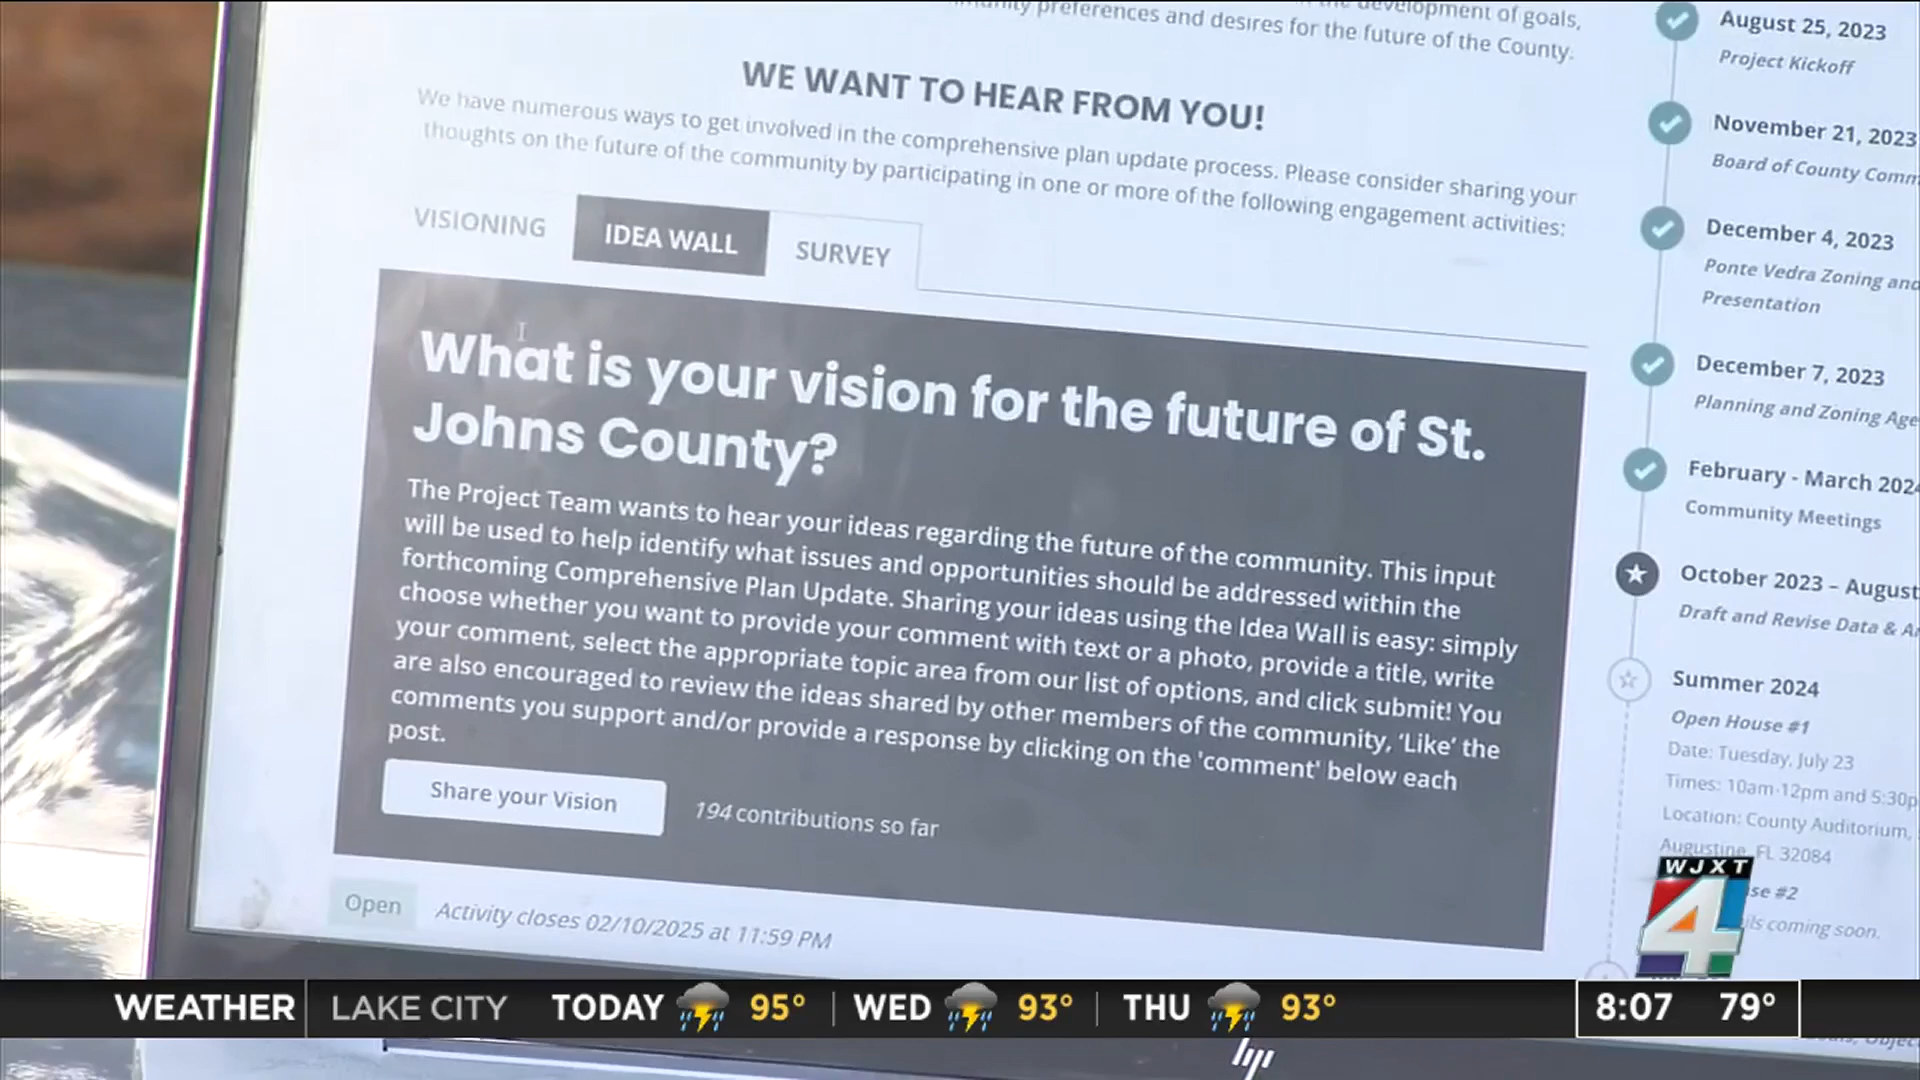 development of goals,
preferences and desires for the future of the County.
WE WANT TO HEAR FROM YOU!
We have numerous ways to get involved in the comprehensive plan update process. Please consider sharing your
thoughts on the future of the community by participating in one or more of the following engagement activities:
VISIONING
IDEA WALL
SURVEY
What is your vision for the future of St.
Johns County?
The Project Team wants to hear your ideas regarding the future of the community. This input
will be used to help identify what issues and opportunities should be addressed within the
forthcoming Comprehensive Plan Update. Sharing your ideas using the Idea Wall is easy: simply
choose whether you want to provide your comment with text or a photo, provide a title, write
your comment, select the appropriate topic area from our list of options, and click submit! You
are also encouraged to review the ideas shared by other members of the community, ‘Like’ the
comments you support and/or provide a response by clicking on the 'comment' below each
post.
Share your Vision
194 contributions so far
Open
Activity closes 02/10/2025 at 11:59 PM
August 25, 2023
Project Kickoff
November 21, 2023
Board of County Comm
December 4, 2023
Ponte Vedra Zoning and
Presentation
December 7, 2023
Planning and Zoning Age
February - March 2024
Community Meetings
October 2023 – August
Draft and Revise Data & A
Summer 2024
Open House #1
Date: Tuesday, July 23
Times: 10am-12pm and 5:30p
Location: County Auditorium,
Augustine, FL 32084
se #2
ils coming soon.
WJXT
4
WEATHER
LAKE CITY
TODAY 95°
WED 93°
THU 93°
8:07 79°
hp